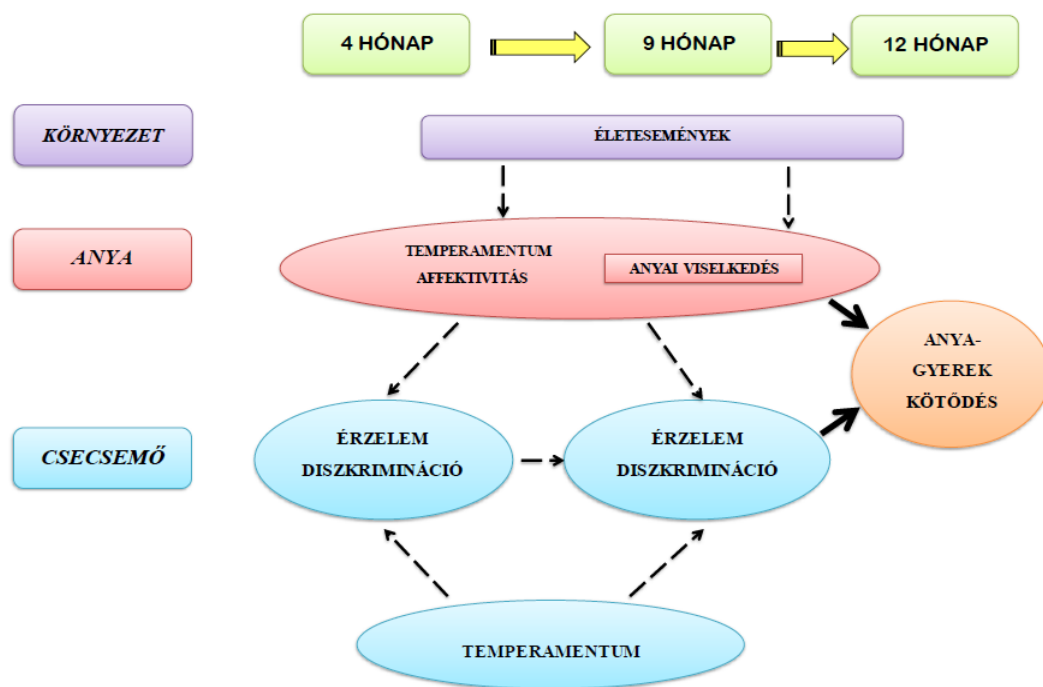 4 HÓNAP
9 HÓNAP
12 HÓNAP
KÖRNYEZET
ÉLETESEMÉNYEK
ANYA
TEMPERAMENTUM
AFFEKTIVITÁS
ANYAI VISELKEDÉS
ANYA-
GYEREK
KÖTŐDÉS
CSECSEMŐ
ÉRZELEM
DISZKRIMINÁCIÓ
ÉRZELEM
DISZKRIMINÁCIÓ
TEMPERAMENTUM